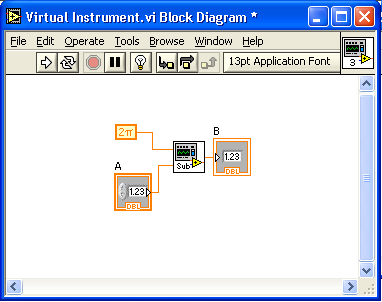 Virtual Instrument.vi Block Diagram *
File Edit Operate Tools Browse Window Help
13pt Application Font
3
2π
B
Sub
1.23
DBL
A
1.23
DBL